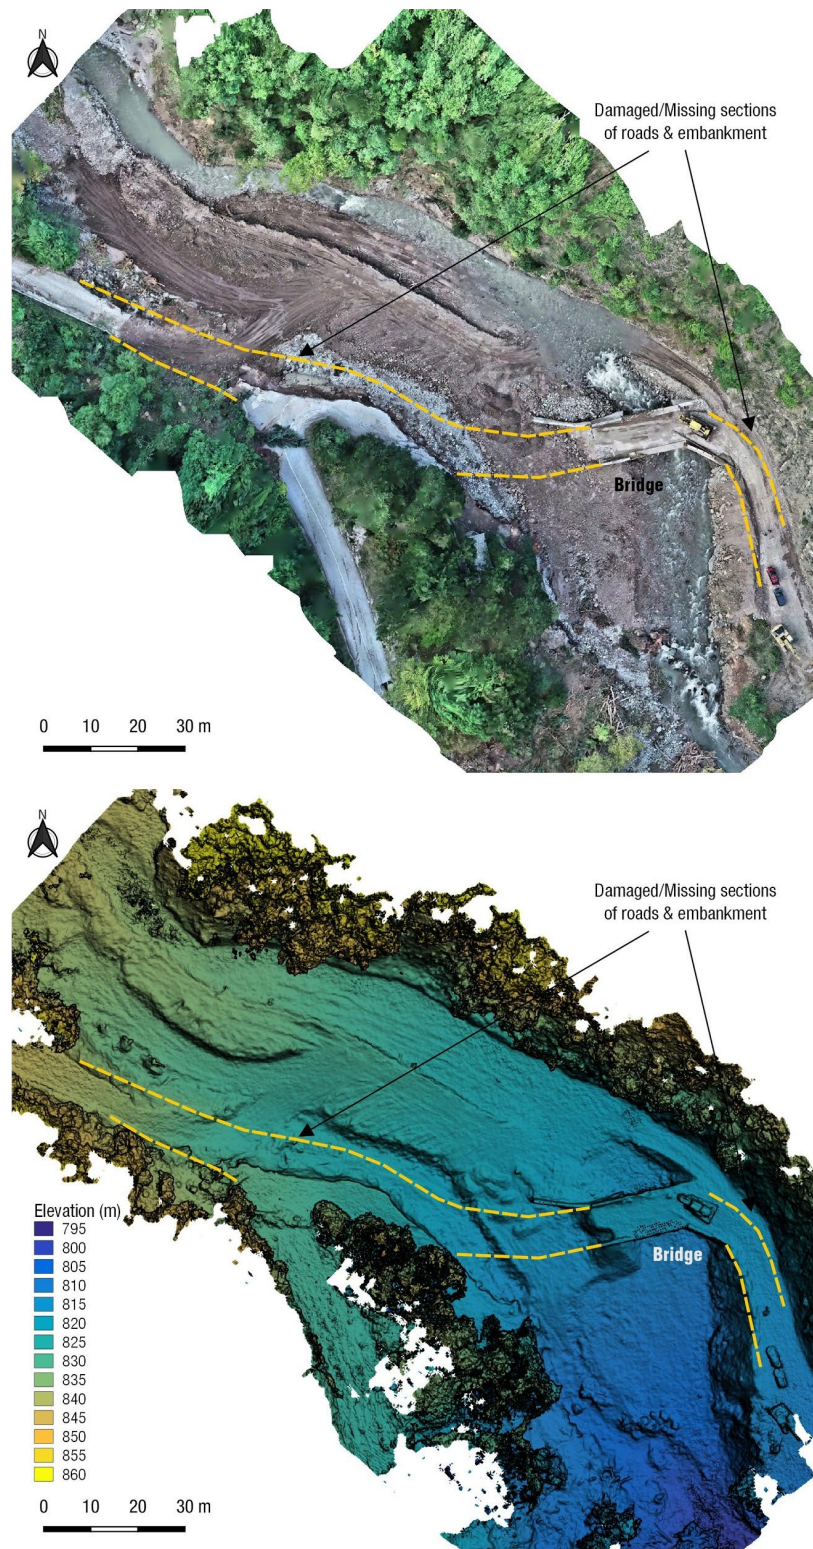 N
Damaged/Missing sections
of roads & embankment
Bridge
0 10 20 30 m
N
Damaged/Missing sections
of roads & embankment
Elevation (m)
795
800
805
810
815
820
825
830
835
840
845
850
855
860
Bridge
0 10 20 30 m